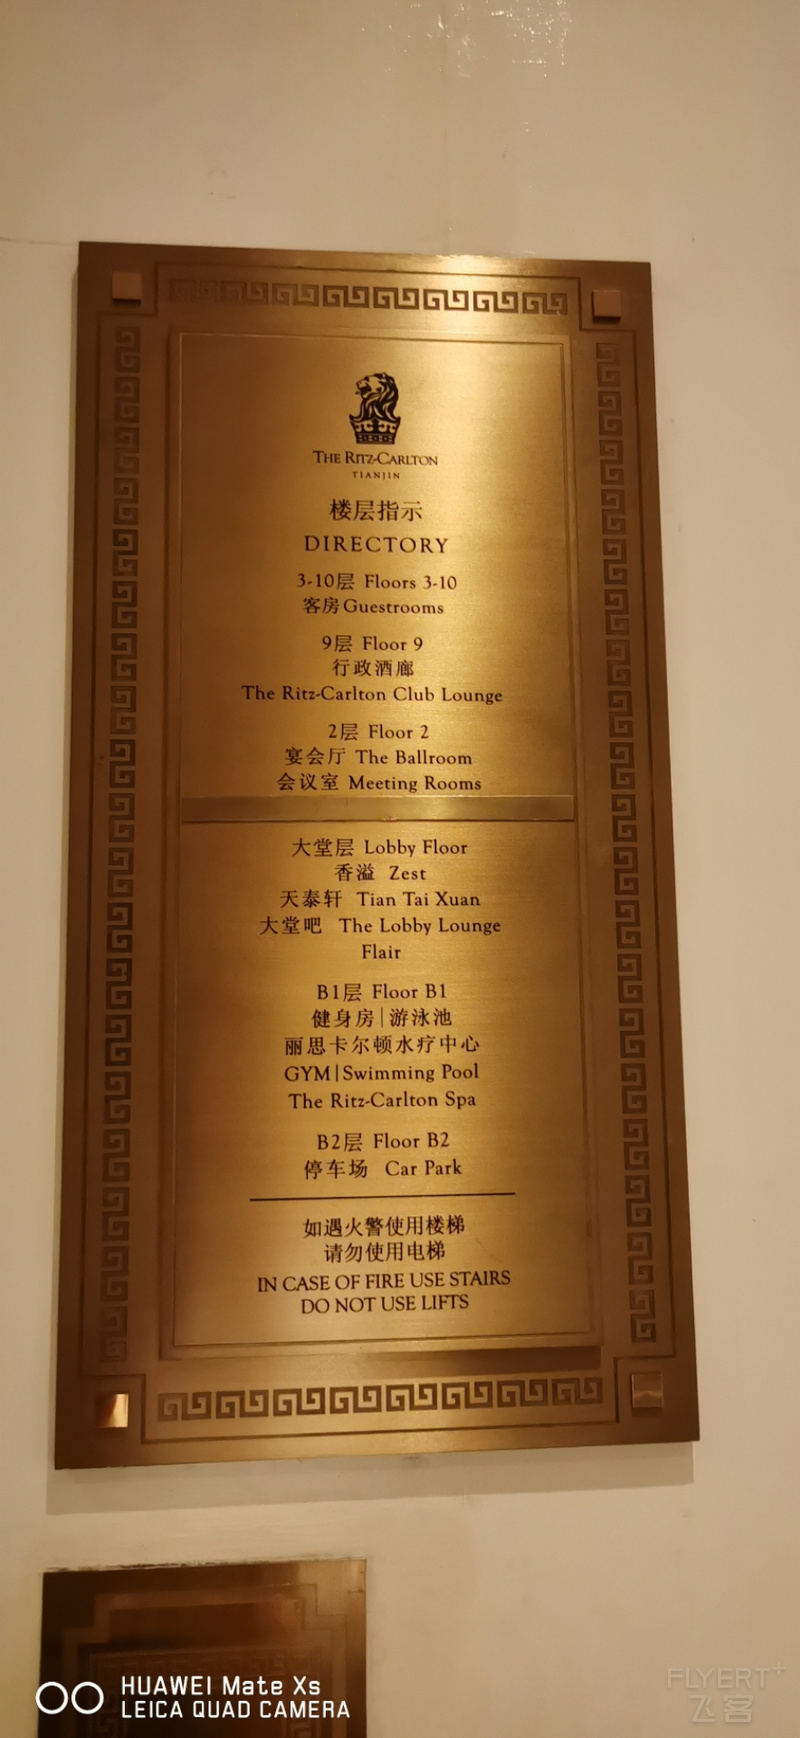 THE RITZ-CARLTON
TIANJIN
楼层指示
DIRECTORY
3-10层 Floors 3-10
客房 Guestrooms
9层 Floor 9
行政酒廊
The Ritz-Carlton Club Lounge
2层 Floor 2
宴会厅 The Ballroom
会议室 Meeting Rooms
大堂层 Lobby Floor
香溢 Zest
天泰轩 Tian Tai Xuan
大堂吧 The Lobby Lounge
Flair
B1层 Floor B1
健身房|游泳池
丽思卡尔顿水疗中心
GYM|Swimming Pool
The Ritz-Carlton Spa
B2层 Floor B2
停车场 Car Park
如遇火警使用楼梯
请勿使用电梯
IN CASE OF FIRE USE STAIRS
DO NOT USE LIFTS
HUAWEI Mate Xs
LEICA QUAD CAMERA
FLYERT+
飞客